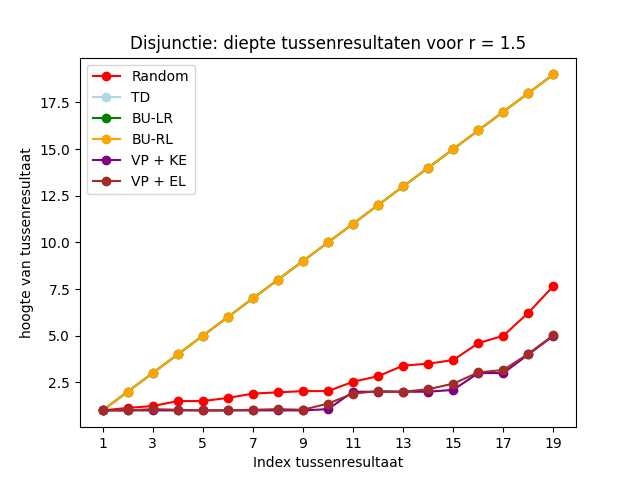 Disjunctie: diepte tussenresultaten voor r = 1.5
hoogte van tussenresultaat
17.5
15.0
12.5
10.0
7.5
5.0
2.5
Random
TD
BU-LR
BU-RL
VP + KE
VP + EL
1 3 5 7 9 11 13 15 17 19
Index tussenresultaat